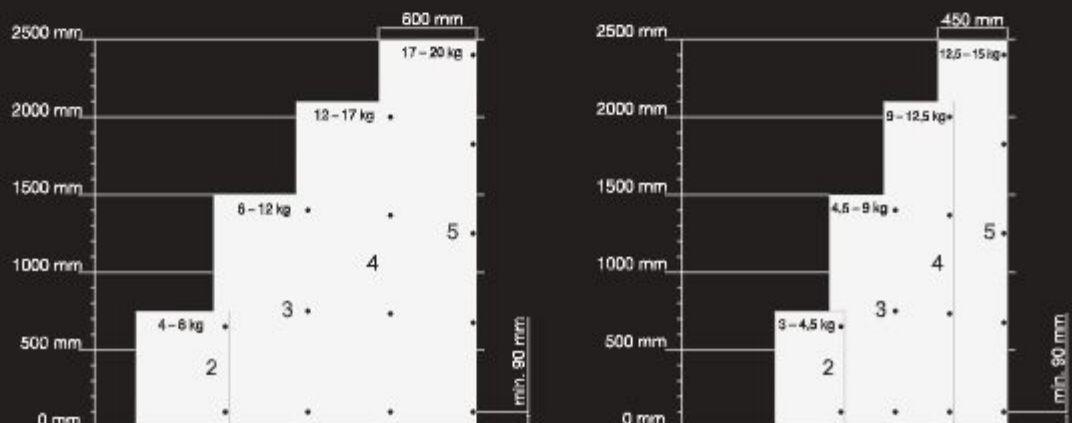 600 mm
2500 mm
17 – 20 kg
2000 mm
12 – 17 kg
1500 mm
6 – 12 kg
5
4
1000 mm
3
4 – 6 kg
500 mm
2
min. 90 mm
0 mm
450 mm
2500 mm
12,5 – 15 kg
2000 mm
9 – 12,5 kg
1500 mm
4,5 – 9 kg
5
4
1000 mm
3
3 – 4,5 kg
500 mm
2
min. 90 mm
0 mm